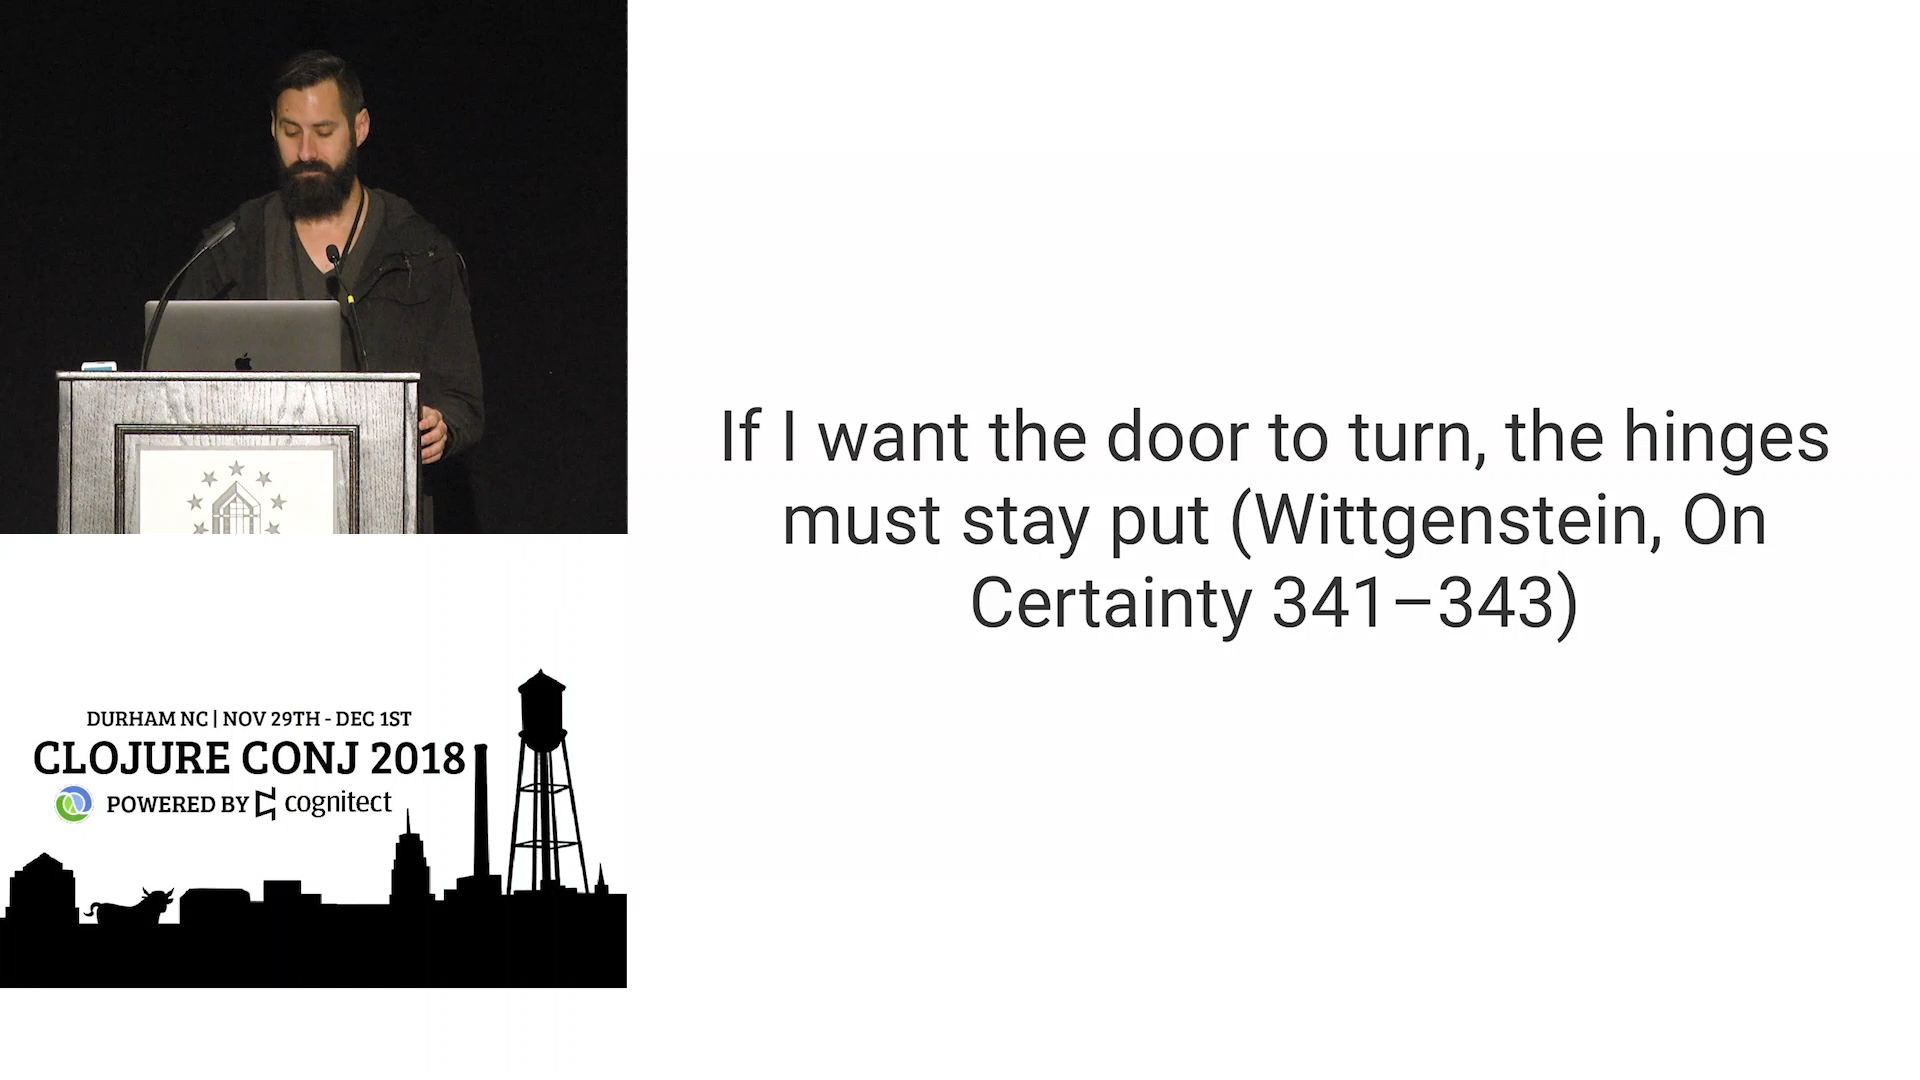 If I want the door to turn, the hinges
must stay put (Wittgenstein, On
Certainty 341–343)
DURHAM NC | NOV 29TH - DEC 1ST
CLOJURE CONJ 2018
POWERED BY cognitect